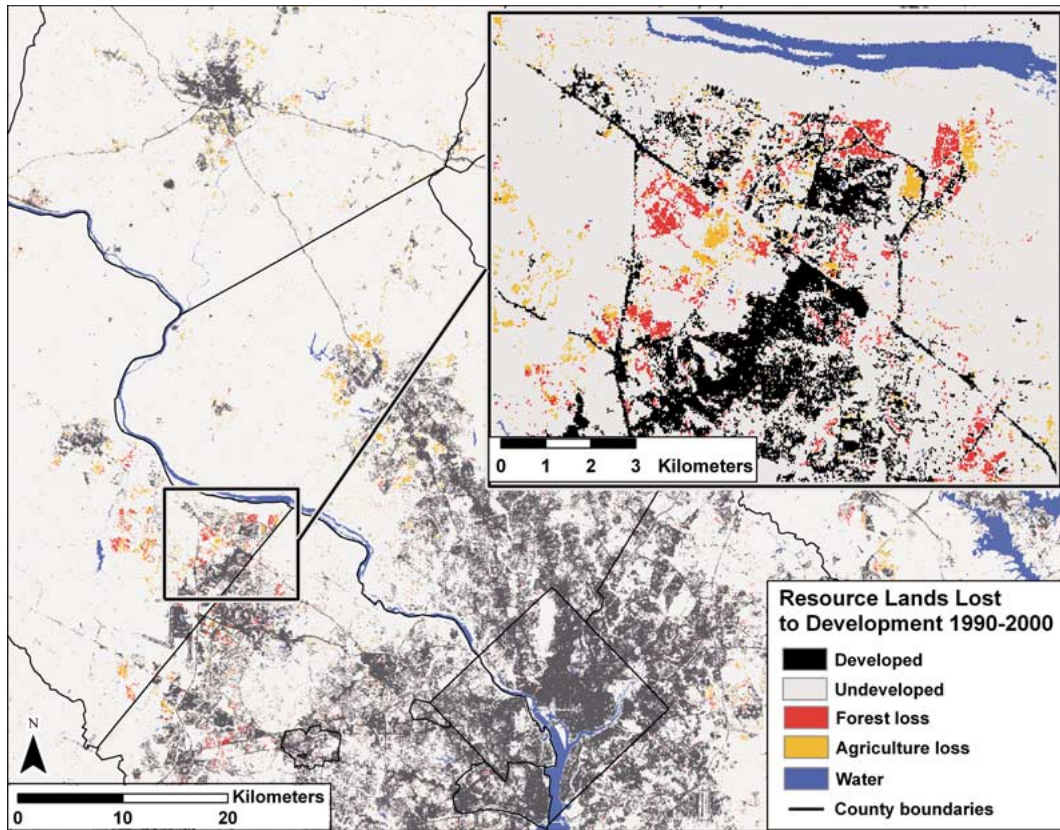 0 1 2 3 Kilometers
Resource Lands Lost
to Development 1990-2000
Developed
Undeveloped
Forest loss
Agriculture loss
Water
County boundaries
N
Kilometers
0 10 20